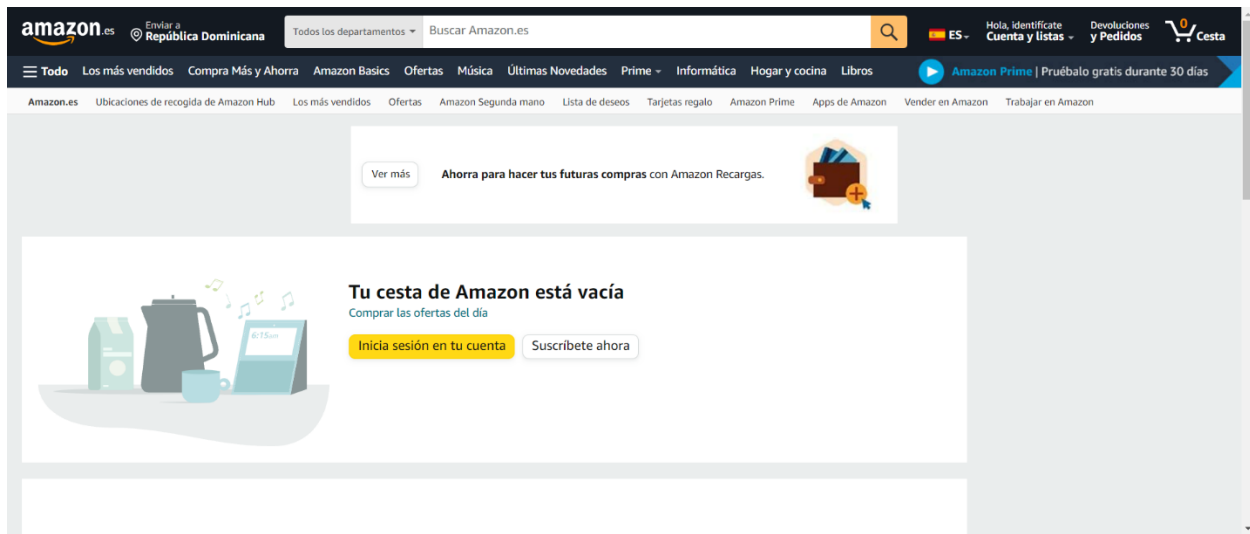 amazon.es
Enviar a
República Dominicana
Todos los departamentos
Buscar Amazon.es
ES
Hola, identifícate
Cuenta y listas
Devoluciones
y Pedidos
0
Cesta
Todo Los más vendidos Compra Más y Ahorra Amazon Basics Ofertas Música Últimas Novedades Prime Informática Hogar y cocina Libros
Amazon Prime | Pruébalo gratis durante 30 días
Amazon.es Ubicaciones de recogida de Amazon Hub Los más vendidos Ofertas Amazon Segunda mano Lista de deseos Tarjetas regalo Amazon Prime Apps de Amazon Vender en Amazon Trabajar en Amazon
Ver más
Ahorra para hacer tus futuras compras con Amazon Recargas.
6:15am
Tu cesta de Amazon está vacía
Comprar las ofertas del día
Inicia sesión en tu cuenta
Suscríbete ahora